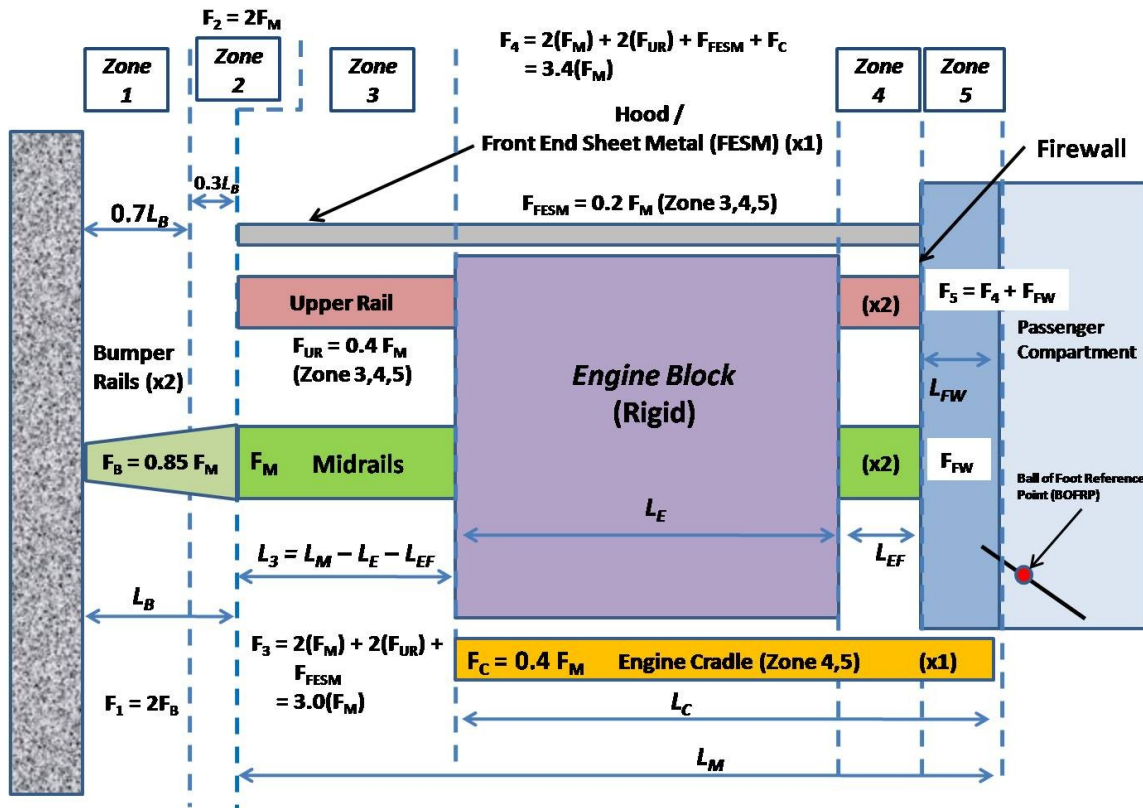 F2 = 2FM
Zone
1
Zone
2
Zone
3
F4 = 2(FM) + 2(FUR) + FFESM + FC
= 3.4(FM)
Zone
4
Zone
5
Hood /
Front End Sheet Metal (FESM) (x1)
Firewall
0.3LB
0.7LB
FFESM = 0.2 FM (Zone 3,4,5)
Upper Rail
(x2)
F5 = F4 + FFW
FUR = 0.4 FM
(Zone 3,4,5)
Bumper
Rails (x2)
Engine Block
(Rigid)
Passenger
Compartment
LFW
FB = 0.85 FM
FM
Midrails
(x2)
FFW
Ball of Foot Reference
Point (BOFRP)
LE
L3 = LM – LE – LEF
LEF
LB
F3 = 2(FM) + 2(FUR) +
FFESM
= 3.0(FM)
FC = 0.4 FM
Engine Cradle (Zone 4,5)
(x1)
F1 = 2FB
LC
LM